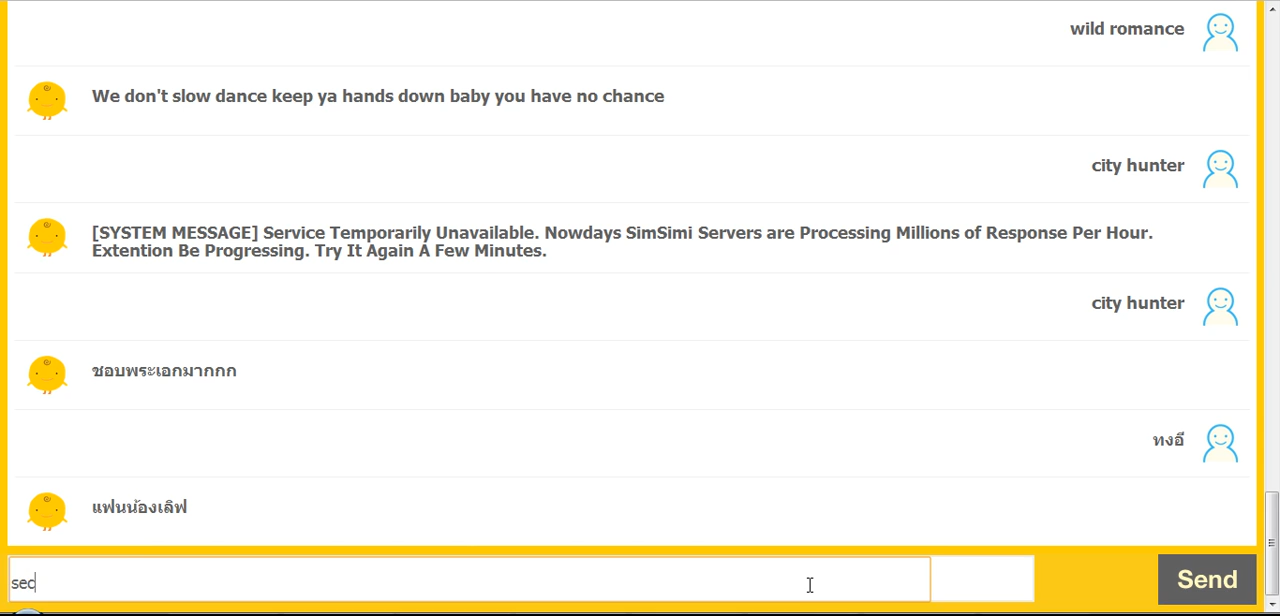 wild romance
We don't slow dance keep ya hands down baby you have no chance
city hunter
[SYSTEM MESSAGE] Service Temporarily Unavailable. Nowdays SimSimi Servers are Processing Millions of Response Per Hour.
Extention Be Progressing. Try It Again A Few Minutes.
city hunter
ชอบพระเอกมากกก
ทงอี
แฟนน้องเลิฟ
sec
Send